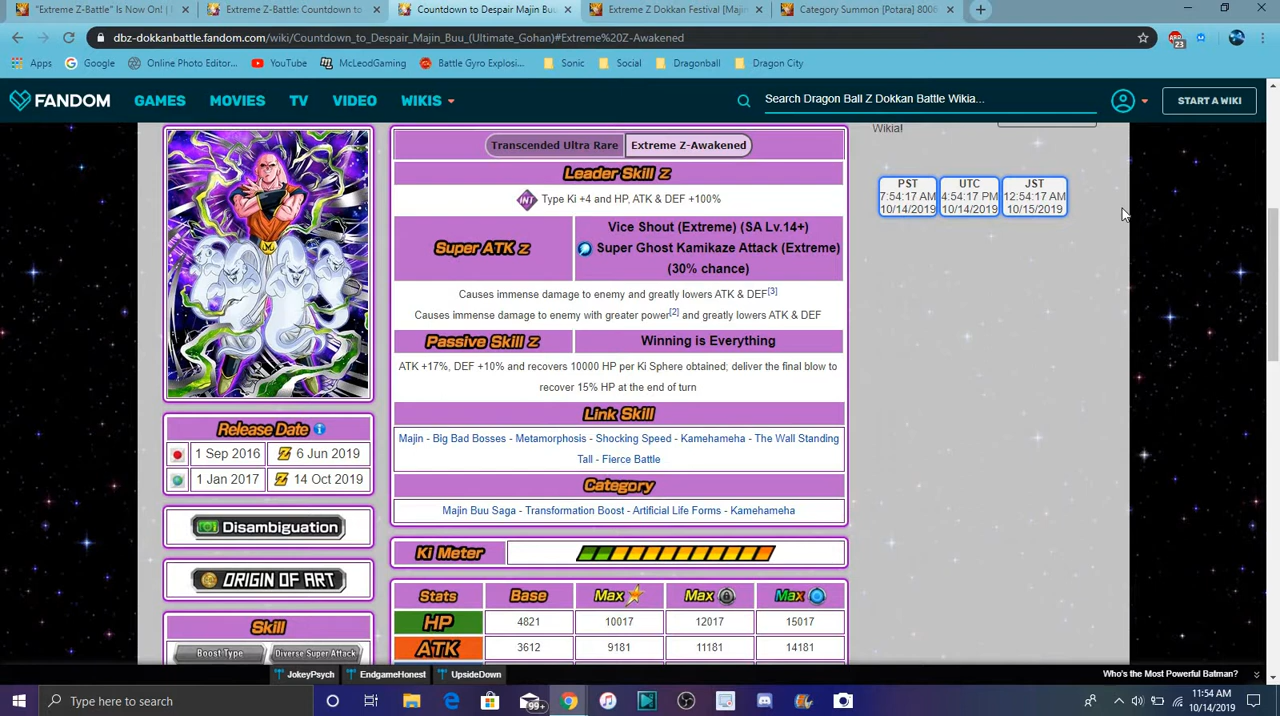 "Extreme Z-Battle" Is Now On! |
Extreme Z-Battle: Countdown to
Countdown to Despair Majin Buu
Extreme Z Dokkan Festival [Majin
Category Summon [Potara] 8006
dbz-dokkanbattle.fandom.com/wiki/Countdown_to_Despair_Majin_Buu_(Ultimate_Gohan)#Extreme%20Z-Awakened
23
Apps
Google
Online Photo Editor...
YouTube
McLeodGaming
Battle Gyro Explosi...
Sonic
Social
Dragonball
Dragon City
FANDOM
GAMES
MOVIES
TV
VIDEO
WIKIS
Search Dragon Ball Z Dokkan Battle Wikia...
START A WIKI
Wikia!
Transcended Ultra Rare
Extreme Z-Awakened
Leader Skill Z
INT Type Ki +4 and HP, ATK & DEF +100%
Super ATK Z
Vice Shout (Extreme) (SA Lv.14+)
Super Ghost Kamikaze Attack (Extreme)
(30% chance)
Causes immense damage to enemy and greatly lowers ATK & DEF[3]
Causes immense damage to enemy with greater power[2] and greatly lowers ATK & DEF
Passive Skill Z
Winning is Everything
ATK +17%, DEF +10% and recovers 10000 HP per Ki Sphere obtained; deliver the final blow to
recover 15% HP at the end of turn
Link Skill
Majin - Big Bad Bosses - Metamorphosis - Shocking Speed - Kamehameha - The Wall Standing
Tall - Fierce Battle
Category
Majin Buu Saga - Transformation Boost - Artificial Life Forms - Kamehameha
Ki Meter
Stats
Base
Max
Max
Max
HP
4821
10017
12017
15017
ATK
3612
9181
11181
14181
Release Date
1 Sep 2016
Z 6 Jun 2019
1 Jan 2017
Z 14 Oct 2019
Disambiguation
ORIGIN OF ART
Skill
Boost Type
Diverse Super Attack
PST
7:54:17 AM
10/14/2019
UTC
4:54:17 PM
10/14/2019
JST
12:54:17 AM
10/15/2019
JokeyPsych
EndgameHonest
UpsideDown
Who's the Most Powerful Batman?
Type here to search
99+
11:54 AM
10/14/2019